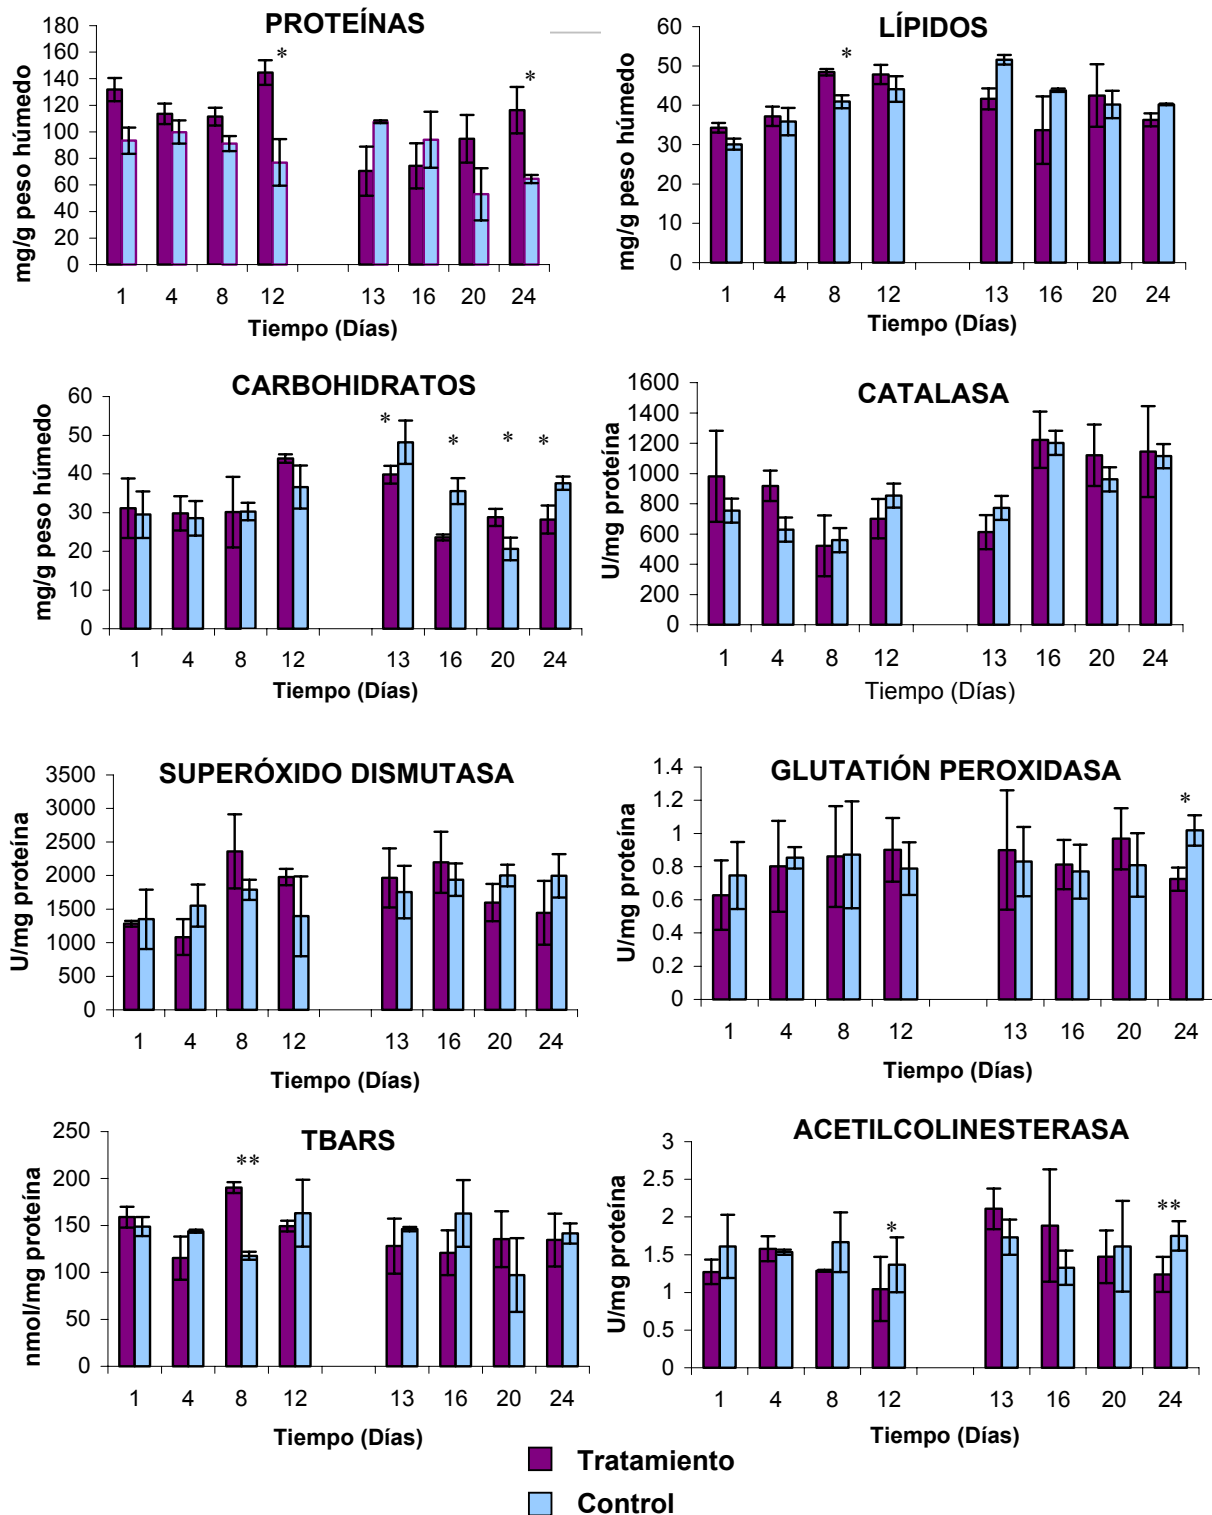 PROTEÍNAS
mg/g peso húmedo
180
160
140
120
100
80
60
40
20
0
* *
1 4 8 12 13 16 20 24
Tiempo (Días)
LÍPIDOS
mg/g peso húmedo
60
50
40
30
20
10
0
*
1 4 8 12 13 16 20 24
Tiempo (Días)
CARBOHIDRATOS
mg/g peso húmedo
60
50
40
30
20
10
0
* * * *
1 4 8 12 13 16 20 24
Tiempo (Días)
CATALASA
U/mg proteína
1600
1400
1200
1000
800
600
400
200
0
1 4 8 12 13 16 20 24
Tiempo (Días)
SUPERÓXIDO DISMUTASA
U/mg proteína
3500
3000
2500
2000
1500
1000
500
0
1 4 8 12 13 16 20 24
Tiempo (Días)
GLUTATIÓN PEROXIDASA
U/mg proteína
1.4
1.2
1
0.8
0.6
0.4
0.2
0
*
1 4 8 12 13 16 20 24
Tiempo (Días)
TBARS
nmol/mg proteína
250
200
150
100
50
0
**
1 4 8 12 13 16 20 24
Tiempo (Días)
ACETILCOLINESTERASA
U/mg proteína
3
2.5
2
1.5
1
0.5
0
* **
1 4 8 12 13 16 20 24
Tiempo (Días)
Tratamiento
Control